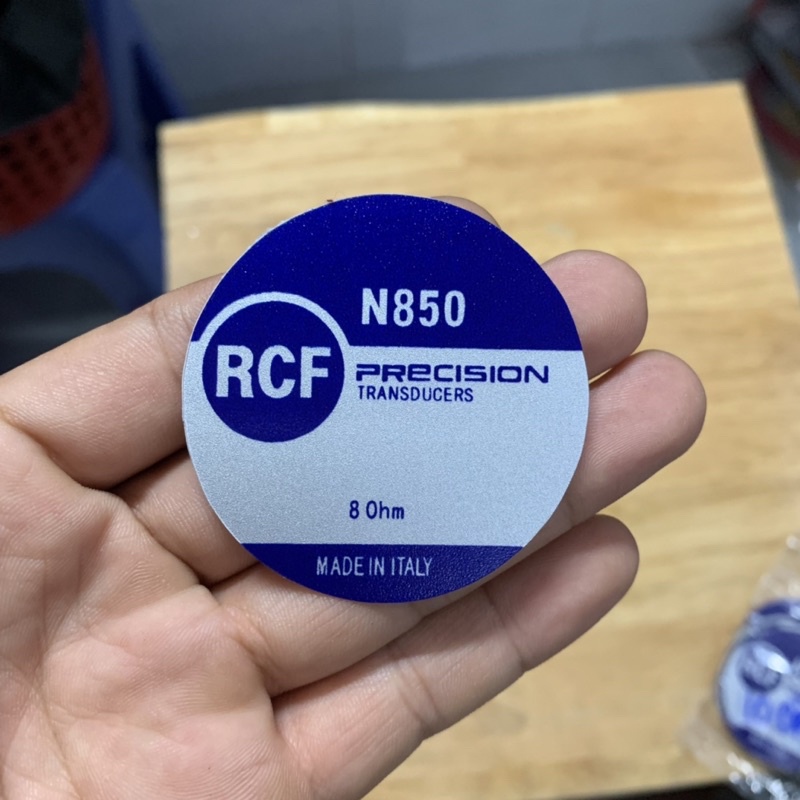 N850
RCF
PRECISION
TRANSDUCERS
8 Ohm
MADE IN ITALY